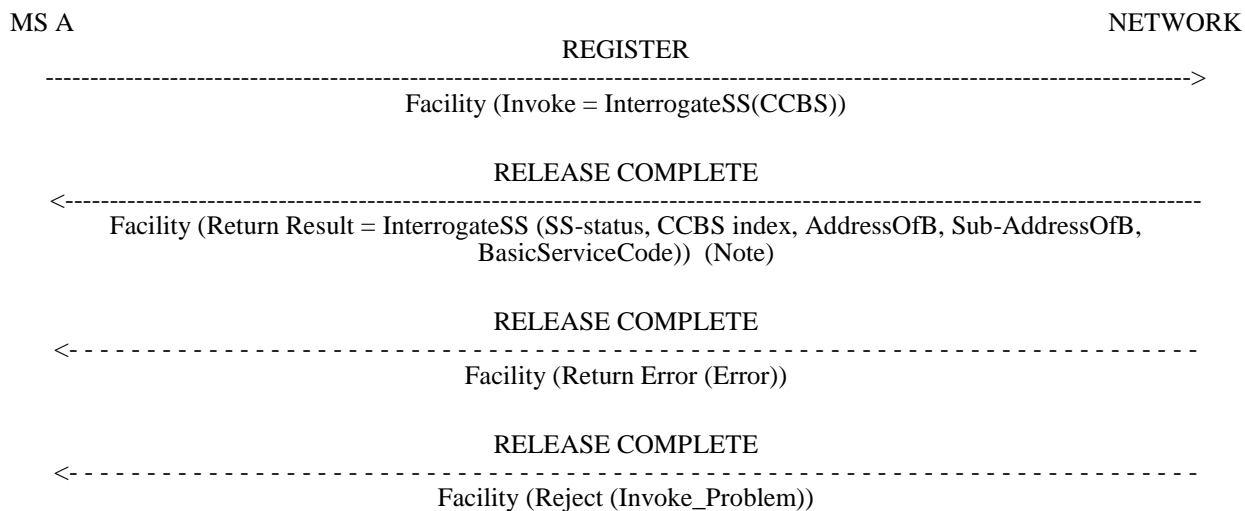 MS A NETWORK
REGISTER
------------------------------------------------------------------------------------------------------------------------------------>
Facility (Invoke = InterrogateSS(CCBS))
RELEASE COMPLETE
<------------------------------------------------------------------------------------------------------------------------------------
Facility (Return Result = InterrogateSS (SS-status, CCBS index, AddressOfB, Sub-AddressOfB,
BasicServiceCode)) (Note)
RELEASE COMPLETE
<- - - - - - - - - - - - - - - - - - - - - - - - - - - - - - - - - - - - - - - - - - - - - - - - - - - - - - - - - - - - - - - - - - - -
Facility (Return Error (Error))
RELEASE COMPLETE
<- - - - - - - - - - - - - - - - - - - - - - - - - - - - - - - - - - - - - - - - - - - - - - - - - - - - - - - - - - - - - - - - - - - -
Facility (Reject (Invoke_Problem))